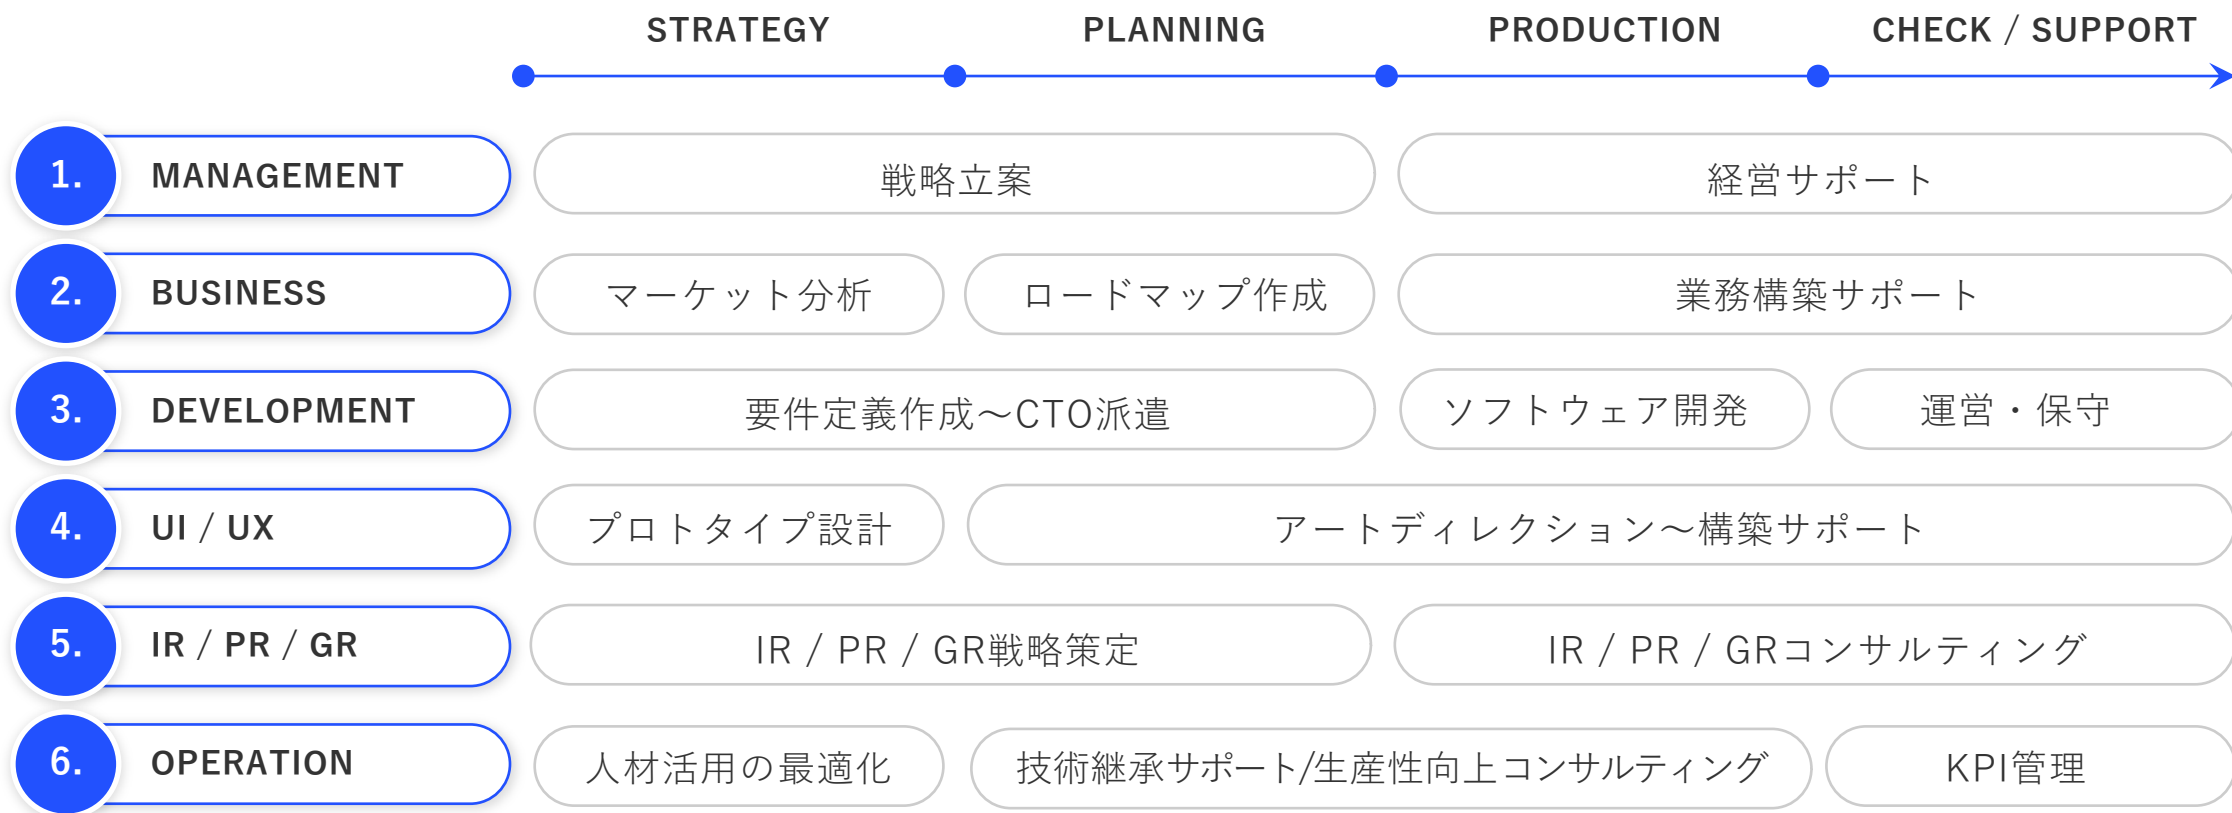 STRATEGY PLANNING PRODUCTION CHECK / SUPPORT
1. MANAGEMENT 戦略立案 経営サポート
2. BUSINESS マーケット分析 ロードマップ作成 業務構築サポート
3. DEVELOPMENT 要件定義作成～CTO派遣 ソフトウェア開発 運営・保守
4. UI / UX プロトタイプ設計 アートディレクション～構築サポート
5. IR / PR / GR IR / PR / GR戦略策定 IR / PR / GRコンサルティング
6. OPERATION 人材活用の最適化 技術継承サポート/生産性向上コンサルティング KPI管理